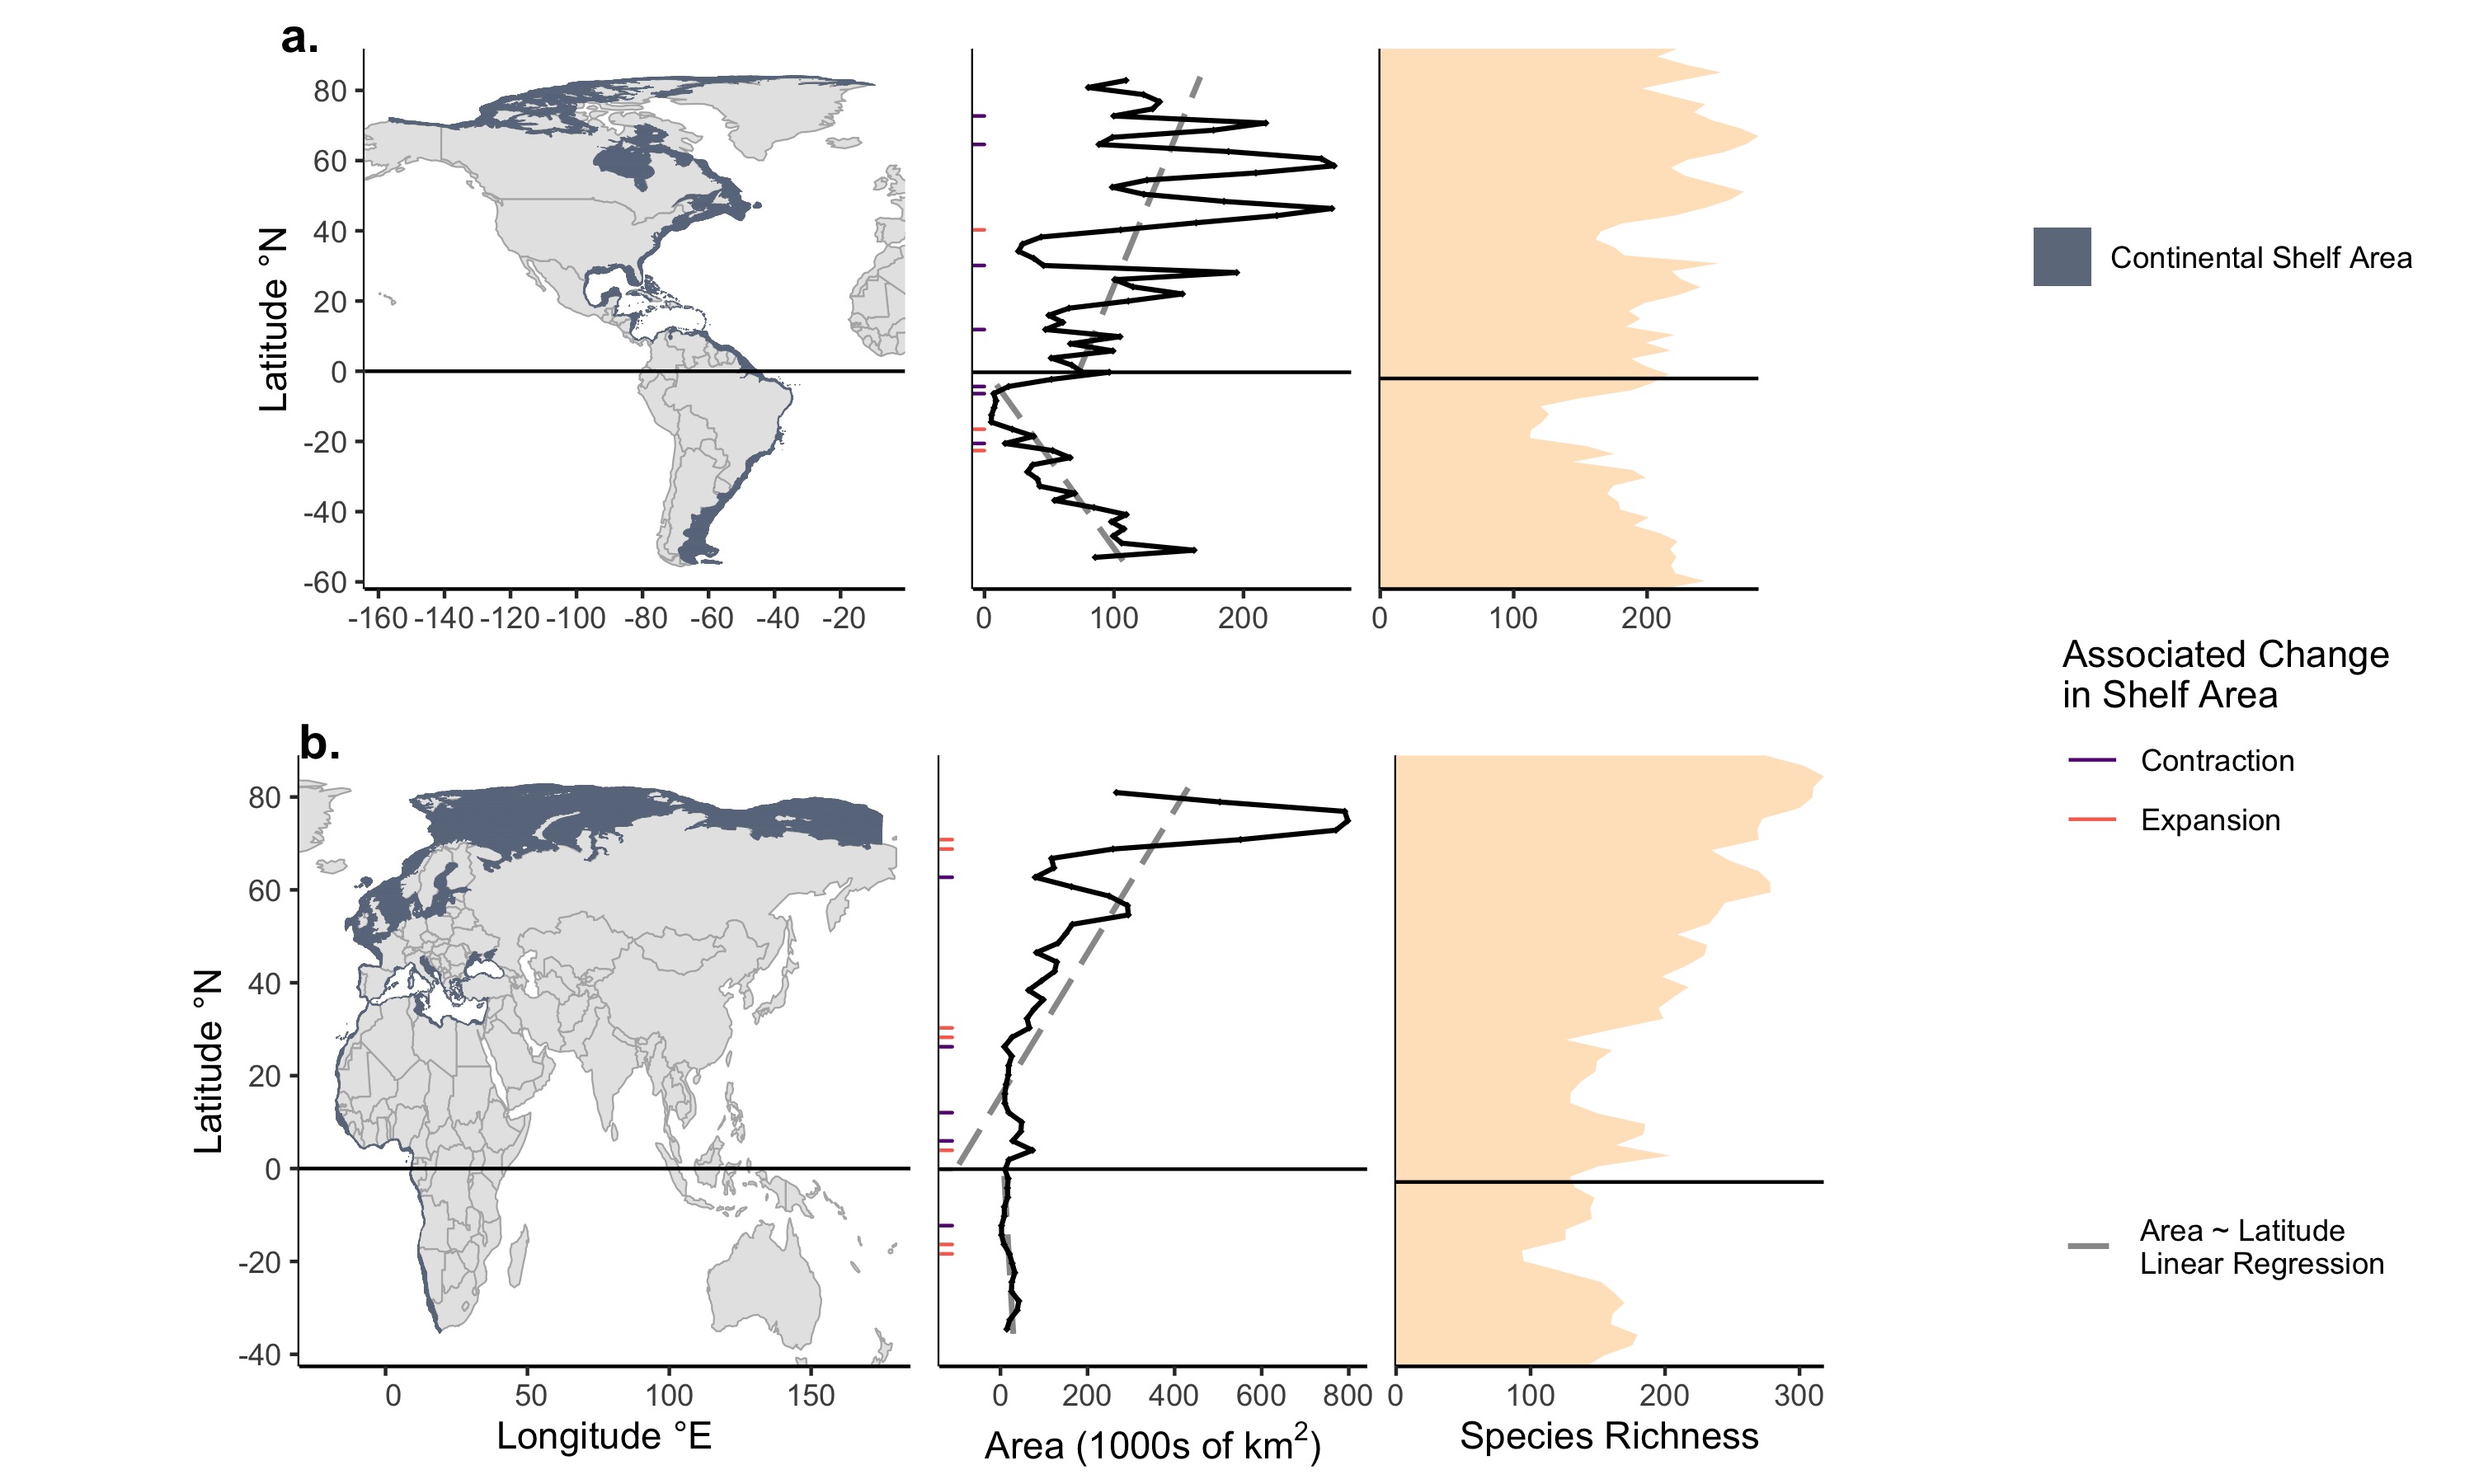 a.
80
60
40
20
0
-20
-40
-60
Latitude °N
-160 -140 -120 -100 -80 -60 -40 -20
0 100 200
0 100 200
Continental Shelf Area
Associated Change
in Shelf Area
Contraction
Expansion
b.
80
60
40
20
0
-20
-40
Latitude °N
0 50 100 150
0 200 400 600 800
0 100 200 300
Longitude °E
Area (1000s of km²)
Species Richness
Area ~ Latitude
Linear Regression